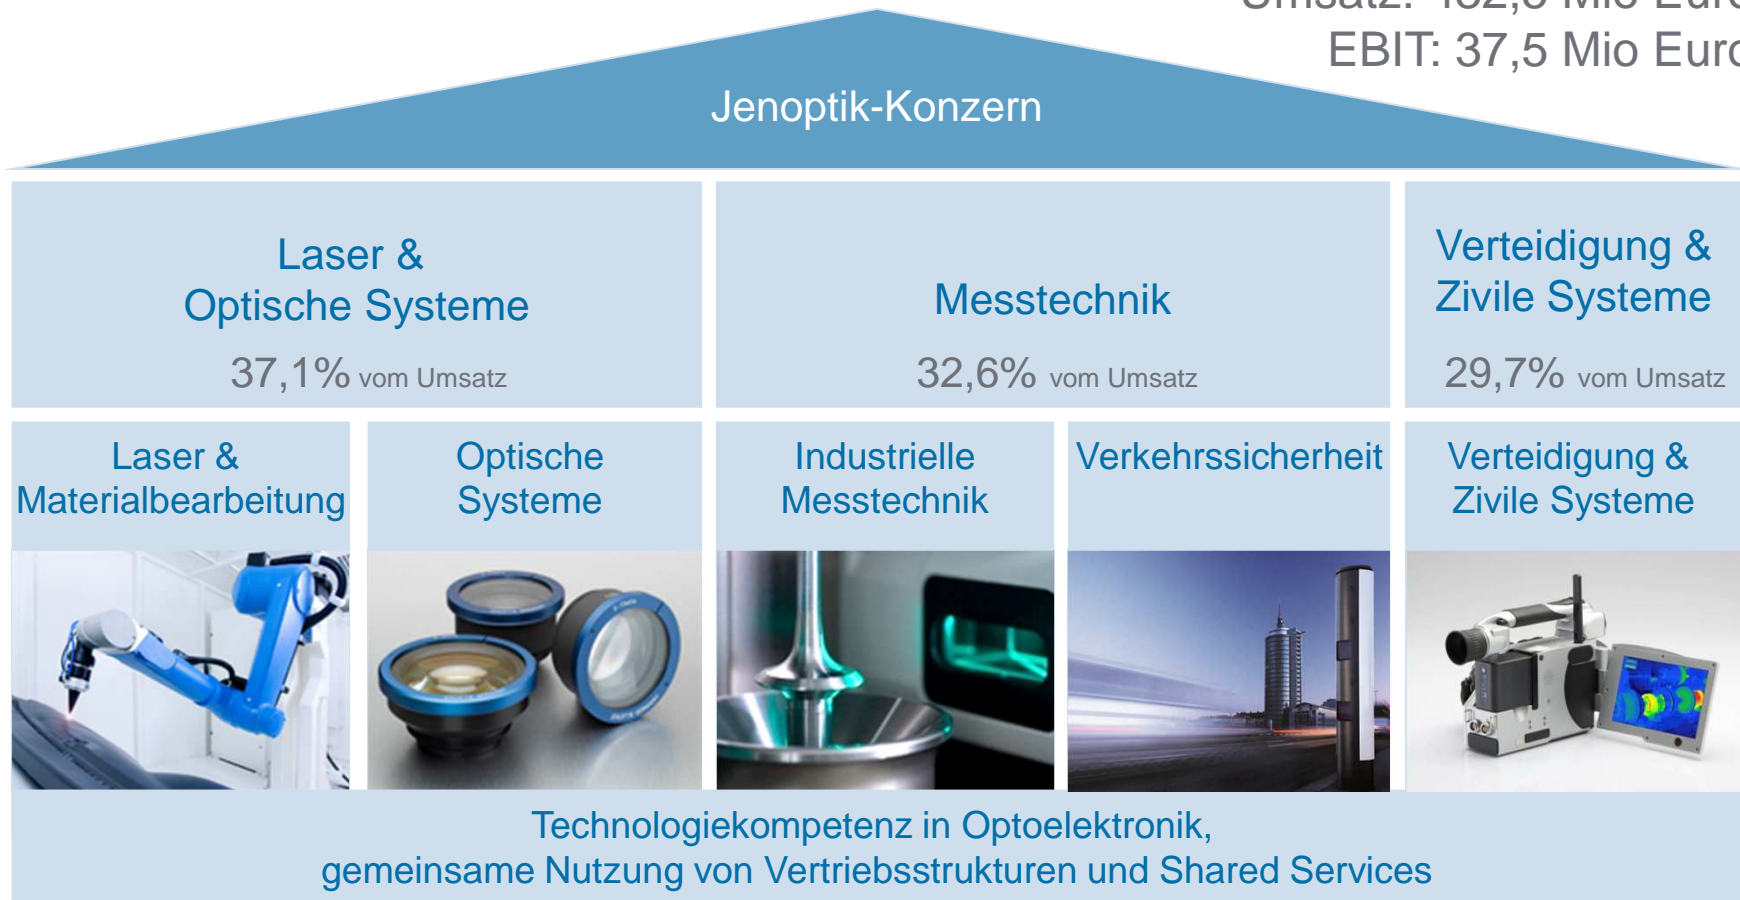 EBIT: 37,5 Mio Euro
Jenoptik-Konzern
Laser &
Optische Systeme
37,1% vom Umsatz
Messtechnik
32,6% vom Umsatz
Verteidigung &
Zivile Systeme
29,7% vom Umsatz
Laser &
Materialbearbeitung
Optische
Systeme
Industrielle
Messtechnik
Verkehrssicherheit
Verteidigung &
Zivile Systeme
Technologiekompetenz in Optoelektronik,
gemeinsame Nutzung von Vertriebsstrukturen und Shared Services